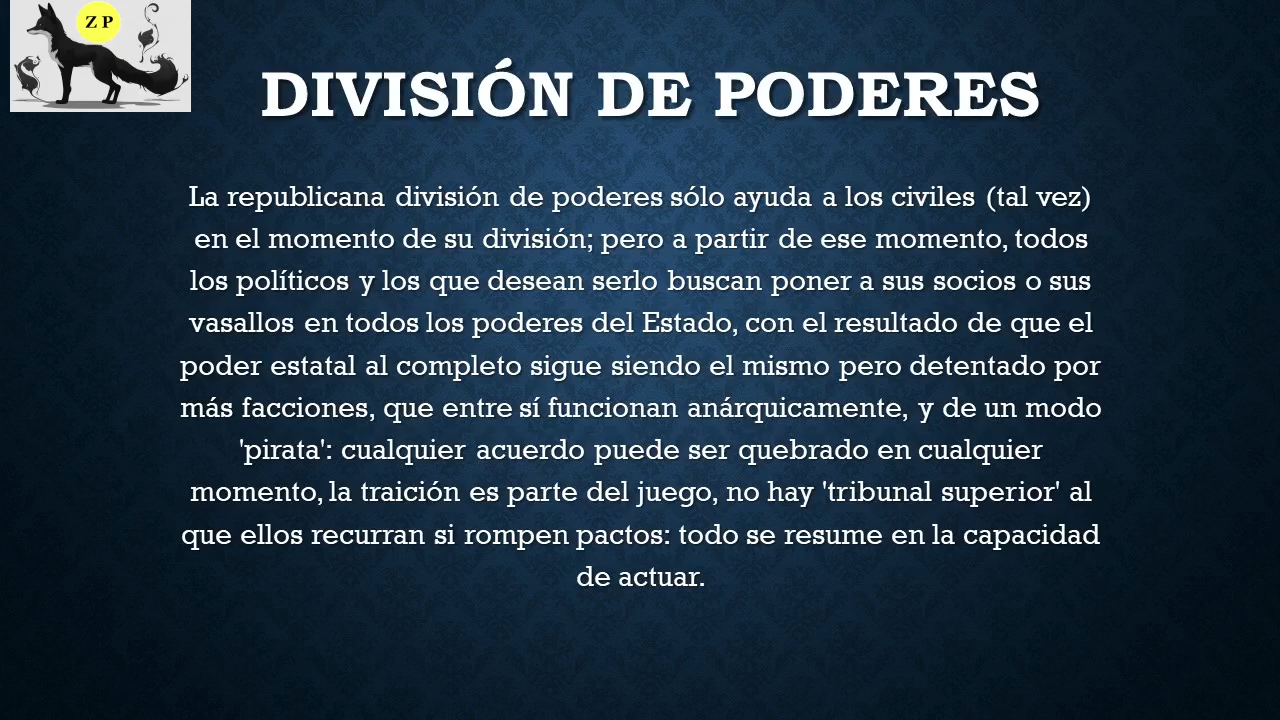 Z P
DIVISIÓN DE PODERES
La republicana división de poderes sólo ayuda a los civiles (tal vez)
en el momento de su división; pero a partir de ese momento, todos
los políticos y los que desean serlo buscan poner a sus socios o sus
vasallos en todos los poderes del Estado, con el resultado de que el
poder estatal al completo sigue siendo el mismo pero detentado por
más facciones, que entre sí funcionan anárquicamente, y de un modo
'pirata': cualquier acuerdo puede ser quebrado en cualquier
momento, la traición es parte del juego, no hay 'tribunal superior' al
que ellos recurran si rompen pactos: todo se resume en la capacidad
de actuar.